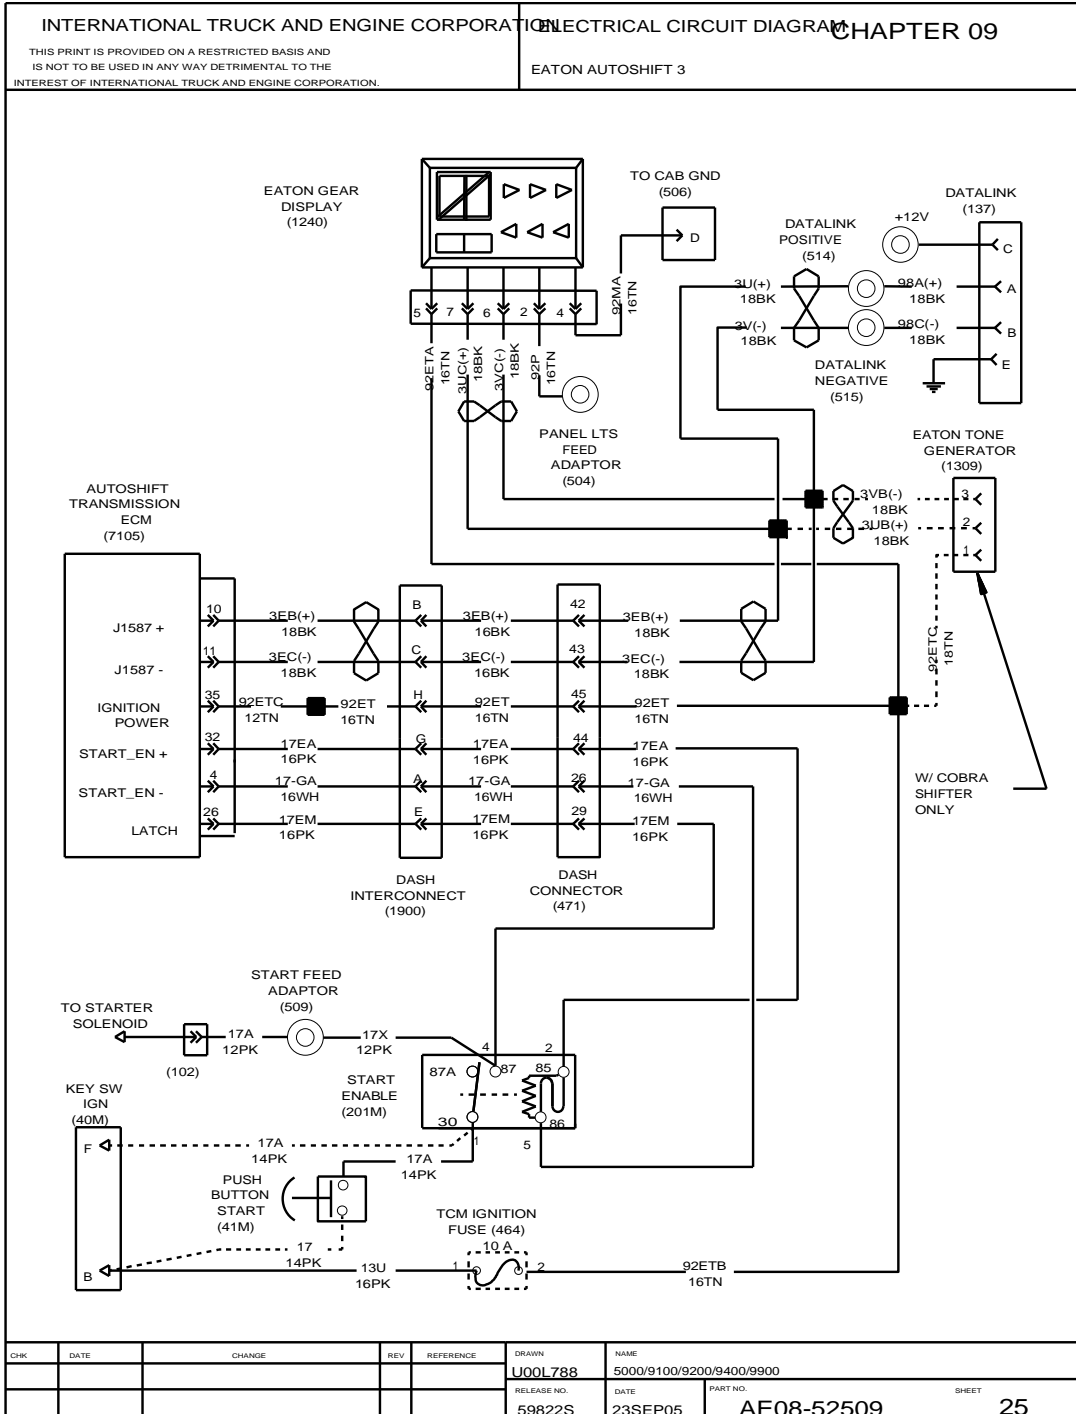 INTERNATIONAL TRUCK AND ENGINE CORPORATION
THIS PRINT IS PROVIDED ON A RESTRICTED BASIS AND
IS NOT TO BE USED IN ANY WAY DETRIMENTAL TO THE
INTEREST OF INTERNATIONAL TRUCK AND ENGINE CORPORATION.
ELECTRICAL CIRCUIT DIAGRAM
CHAPTER 09
EATON AUTOSHIFT 3
EATON GEAR
DISPLAY
(1240)
TO CAB GND
(506)
D
92MA
16TN
5 7 6 2 4
92ETA
16TN
3UC(+)
18BK
3VC(-)
18BK
92P
16TN
PANEL LTS
FEED
ADAPTOR
(504)
DATALINK
POSITIVE
(514)
+12V
DATALINK
(137)
C
3U(+)
18BK
98A(+)
18BK
A
3V(-)
18BK
98C(-)
18BK
B
E
DATALINK
NEGATIVE
(515)
EATON TONE
GENERATOR
(1309)
3VB(-)
18BK
3
3UB(+)
18BK
2
1
92ETC
18TN
W/ COBRA
SHIFTER
ONLY
AUTOSHIFT
TRANSMISSION
ECM
(7105)
J1587 +
10
3EB(+)
18BK
B
3EB(+)
16BK
42
3EB(+)
18BK
J1587 -
11
3EC(-)
18BK
C
3EC(-)
16BK
43
3EC(-)
18BK
IGNITION
POWER
35
92ETC
12TN
92ET
16TN
H
92ET
16TN
45
92ET
16TN
START_EN +
32
17EA
16PK
G
17EA
16PK
44
17EA
16PK
START_EN -
4
17-GA
16WH
A
17-GA
16WH
26
17-GA
16WH
LATCH
26
17EM
16PK
E
17EM
16PK
29
17EM
16PK
DASH
INTERCONNECT
(1900)
DASH
CONNECTOR
(471)
START FEED
ADAPTOR
(509)
TO STARTER
SOLENOID
(102)
17A
12PK
17X
12PK
START
ENABLE
(201M)
4
2
87A
87
85
30
86
1
5
KEY SW
IGN
(40M)
F
17A
14PK
17A
14PK
PUSH
BUTTON
START
(41M)
17
14PK
B
13U
16PK
TCM IGNITION
FUSE (464)
10 A
1
2
92ETB
16TN
CHK DATE CHANGE REV REFERENCE
DRAWN
U00L788
NAME
5000/9100/9200/9400/9900
RELEASE NO.
59822S
DATE
23SEP05
PART NO.
AE08-52509
SHEET
25